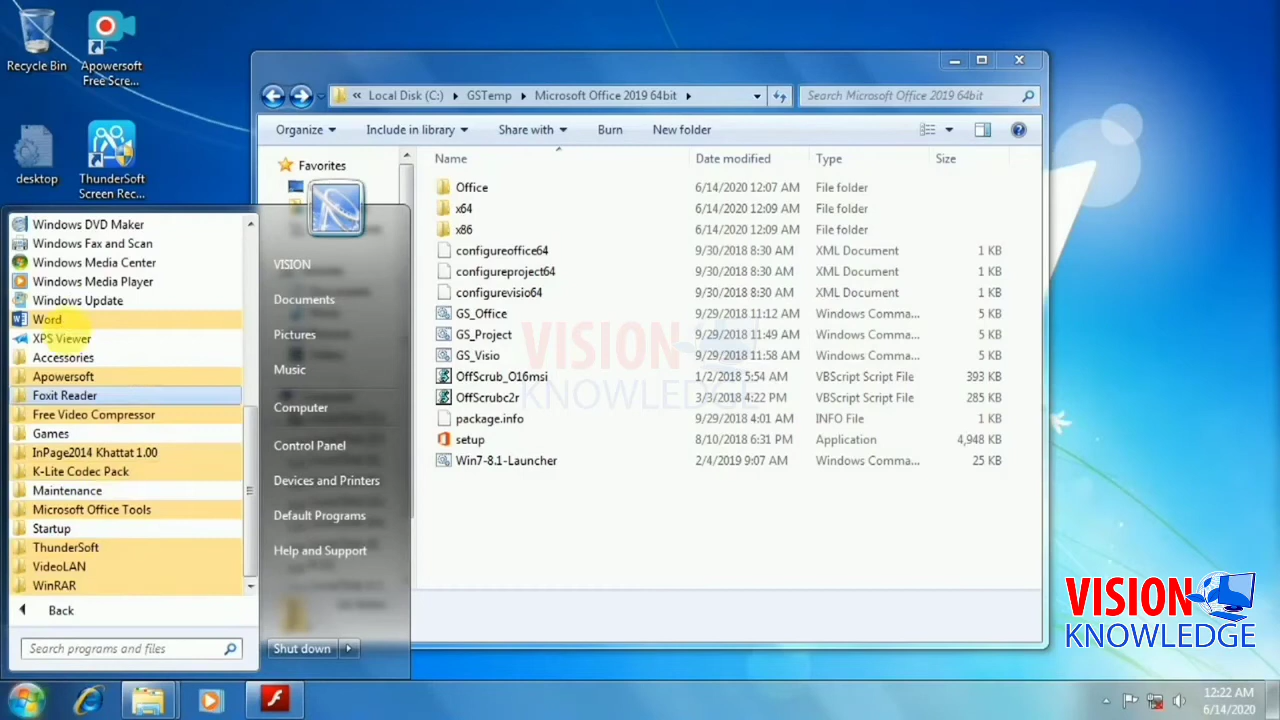 Recycle Bin
Apowersoft
Free Scre...
desktop
ThunderSoft
Screen Rec...
« Local Disk (C:) ▸ GSTemp ▸ Microsoft Office 2019 64bit ▸
Search Microsoft Office 2019 64bit
Organize Include in library Share with Burn New folder
Favorites
Name Date modified Type Size
Office 6/14/2020 12:07 AM File folder
x64 6/14/2020 12:09 AM File folder
x86 6/14/2020 12:09 AM File folder
configureoffice64 9/30/2018 8:30 AM XML Document 1 KB
configureproject64 9/30/2018 8:30 AM XML Document 1 KB
configurevisio64 9/30/2018 8:30 AM XML Document 1 KB
GS_Office 9/29/2018 11:12 AM Windows Comma... 5 KB
GS_Project 9/29/2018 11:49 AM Windows Comma... 5 KB
GS_Visio 9/29/2018 11:58 AM Windows Comma... 5 KB
OffScrub_O16msi 1/2/2018 5:54 AM VBScript Script File 393 KB
OffScrubc2r 3/3/2018 4:22 PM VBScript Script File 285 KB
package.info 9/29/2018 4:01 AM INFO File 1 KB
setup 8/10/2018 6:31 PM Application 4,948 KB
Win7-8.1-Launcher 2/4/2019 9:07 AM Windows Comma... 25 KB
VISION
KNOWLEDGE
Windows DVD Maker
Windows Fax and Scan
Windows Media Center
Windows Media Player
Windows Update
Word
XPS Viewer
Accessories
Apowersoft
Foxit Reader
Free Video Compressor
Games
InPage2014 Khattat 1.00
K-Lite Codec Pack
Maintenance
Microsoft Office Tools
Startup
ThunderSoft
VideoLAN
WinRAR
Back
Search programs and files
VISION
Documents
Pictures
Music
Computer
Control Panel
Devices and Printers
Default Programs
Help and Support
Shut down
VISION
KNOWLEDGE
12:22 AM
6/14/2020